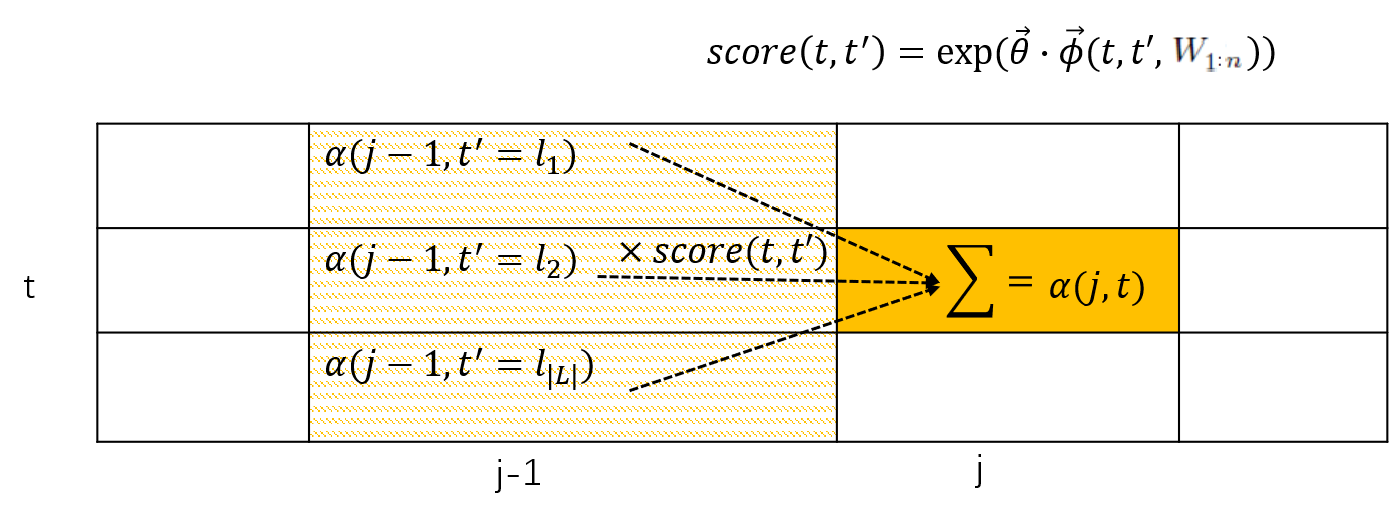 score(t, t′) = exp(θ⃗ · ϕ⃗(t, t′, W₁:ₙ))
α(j − 1, t′ = l₁)
α(j − 1, t′ = l₂) × score(t, t′)
∑ = α(j, t)
t
α(j − 1, t′ = l|L|)
j-1
j